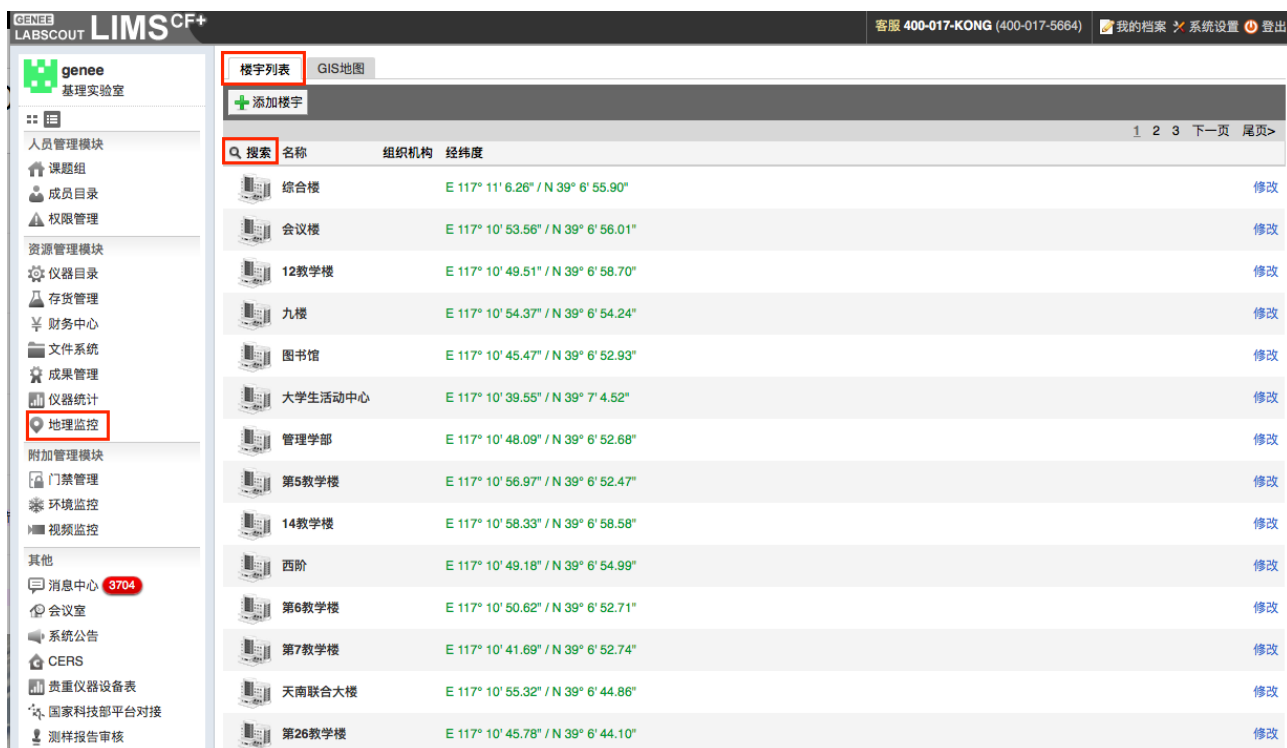 GENEE LABSCOUT LIMS CF+
客服 400-017-KONG (400-017-5664) 我的档案 系统设置 登出
genee
基理实验室
人员管理模块
课题组
成员目录
权限管理
资源管理模块
仪器目录
存货管理
财务中心
文件系统
成果管理
仪器统计
地理监控
附加管理模块
门禁管理
环境监控
视频监控
其他
消息中心 3704
会议室
系统公告
CERS
贵重仪器设备表
国家科技部平台对接
测样报告审核
楼宇列表 GIS地图
添加楼宇
1 2 3 下一页 尾页>
搜索 名称 组织机构 经纬度
综合楼 E 117° 11' 6.26" / N 39° 6' 55.90" 修改
会议楼 E 117° 10' 53.56" / N 39° 6' 56.01" 修改
12教学楼 E 117° 10' 49.51" / N 39° 6' 58.70" 修改
九楼 E 117° 10' 54.37" / N 39° 6' 54.24" 修改
图书馆 E 117° 10' 45.47" / N 39° 6' 52.93" 修改
大学生活动中心 E 117° 10' 39.55" / N 39° 7' 4.52" 修改
管理学部 E 117° 10' 48.09" / N 39° 6' 52.68" 修改
第5教学楼 E 117° 10' 56.97" / N 39° 6' 52.47" 修改
14教学楼 E 117° 10' 58.33" / N 39° 6' 58.58" 修改
西阶 E 117° 10' 49.18" / N 39° 6' 54.99" 修改
第6教学楼 E 117° 10' 50.62" / N 39° 6' 52.71" 修改
第7教学楼 E 117° 10' 41.69" / N 39° 6' 52.74" 修改
天南联合大楼 E 117° 10' 55.32" / N 39° 6' 44.86" 修改
第26教学楼 E 117° 10' 45.78" / N 39° 6' 44.10" 修改